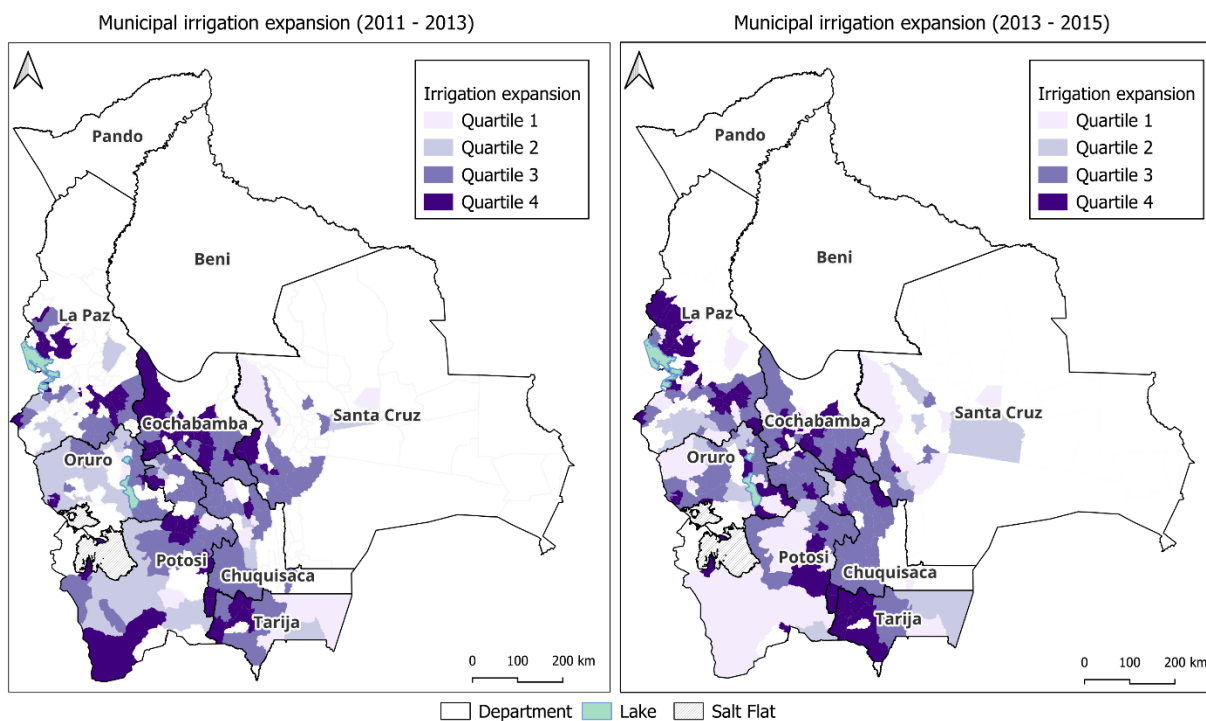 Municipal irrigation expansion (2011 - 2013)
Irrigation expansion
Quartile 1
Quartile 2
Quartile 3
Quartile 4
Pando
Beni
La Paz
Santa Cruz
Cochabamba
Oruro
Potosi
Chuquisaca
Tarija
0 100 200 km
Municipal irrigation expansion (2013 - 2015)
Irrigation expansion
Quartile 1
Quartile 2
Quartile 3
Quartile 4
Pando
Beni
La Paz
Santa Cruz
Cochabamba
Oruro
Potosi
Chuquisaca
Tarija
0 100 200 km
Department Lake Salt Flat